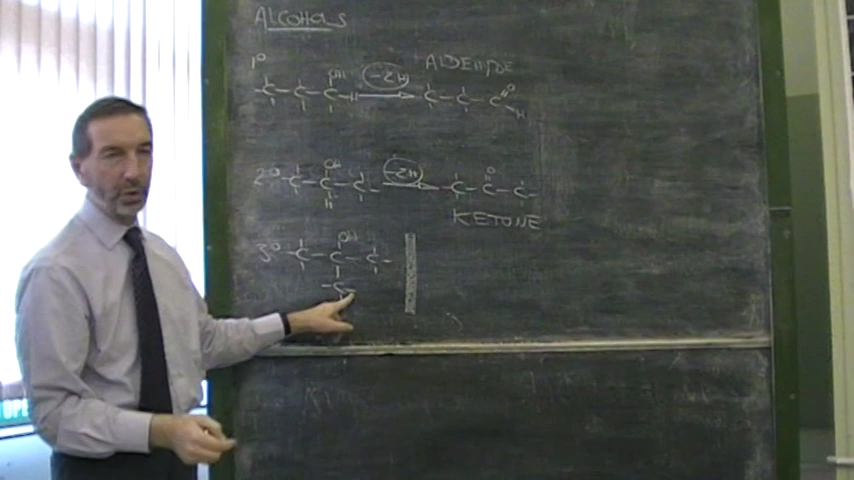 ALCOHOLS
ALDEHYDE
1° -C-C-C-H OH -2H -C-C-C O H
2° -C-C-C- OH H -2H -C-C-C- O
KETONE
3° -C-C-C- OH -C-